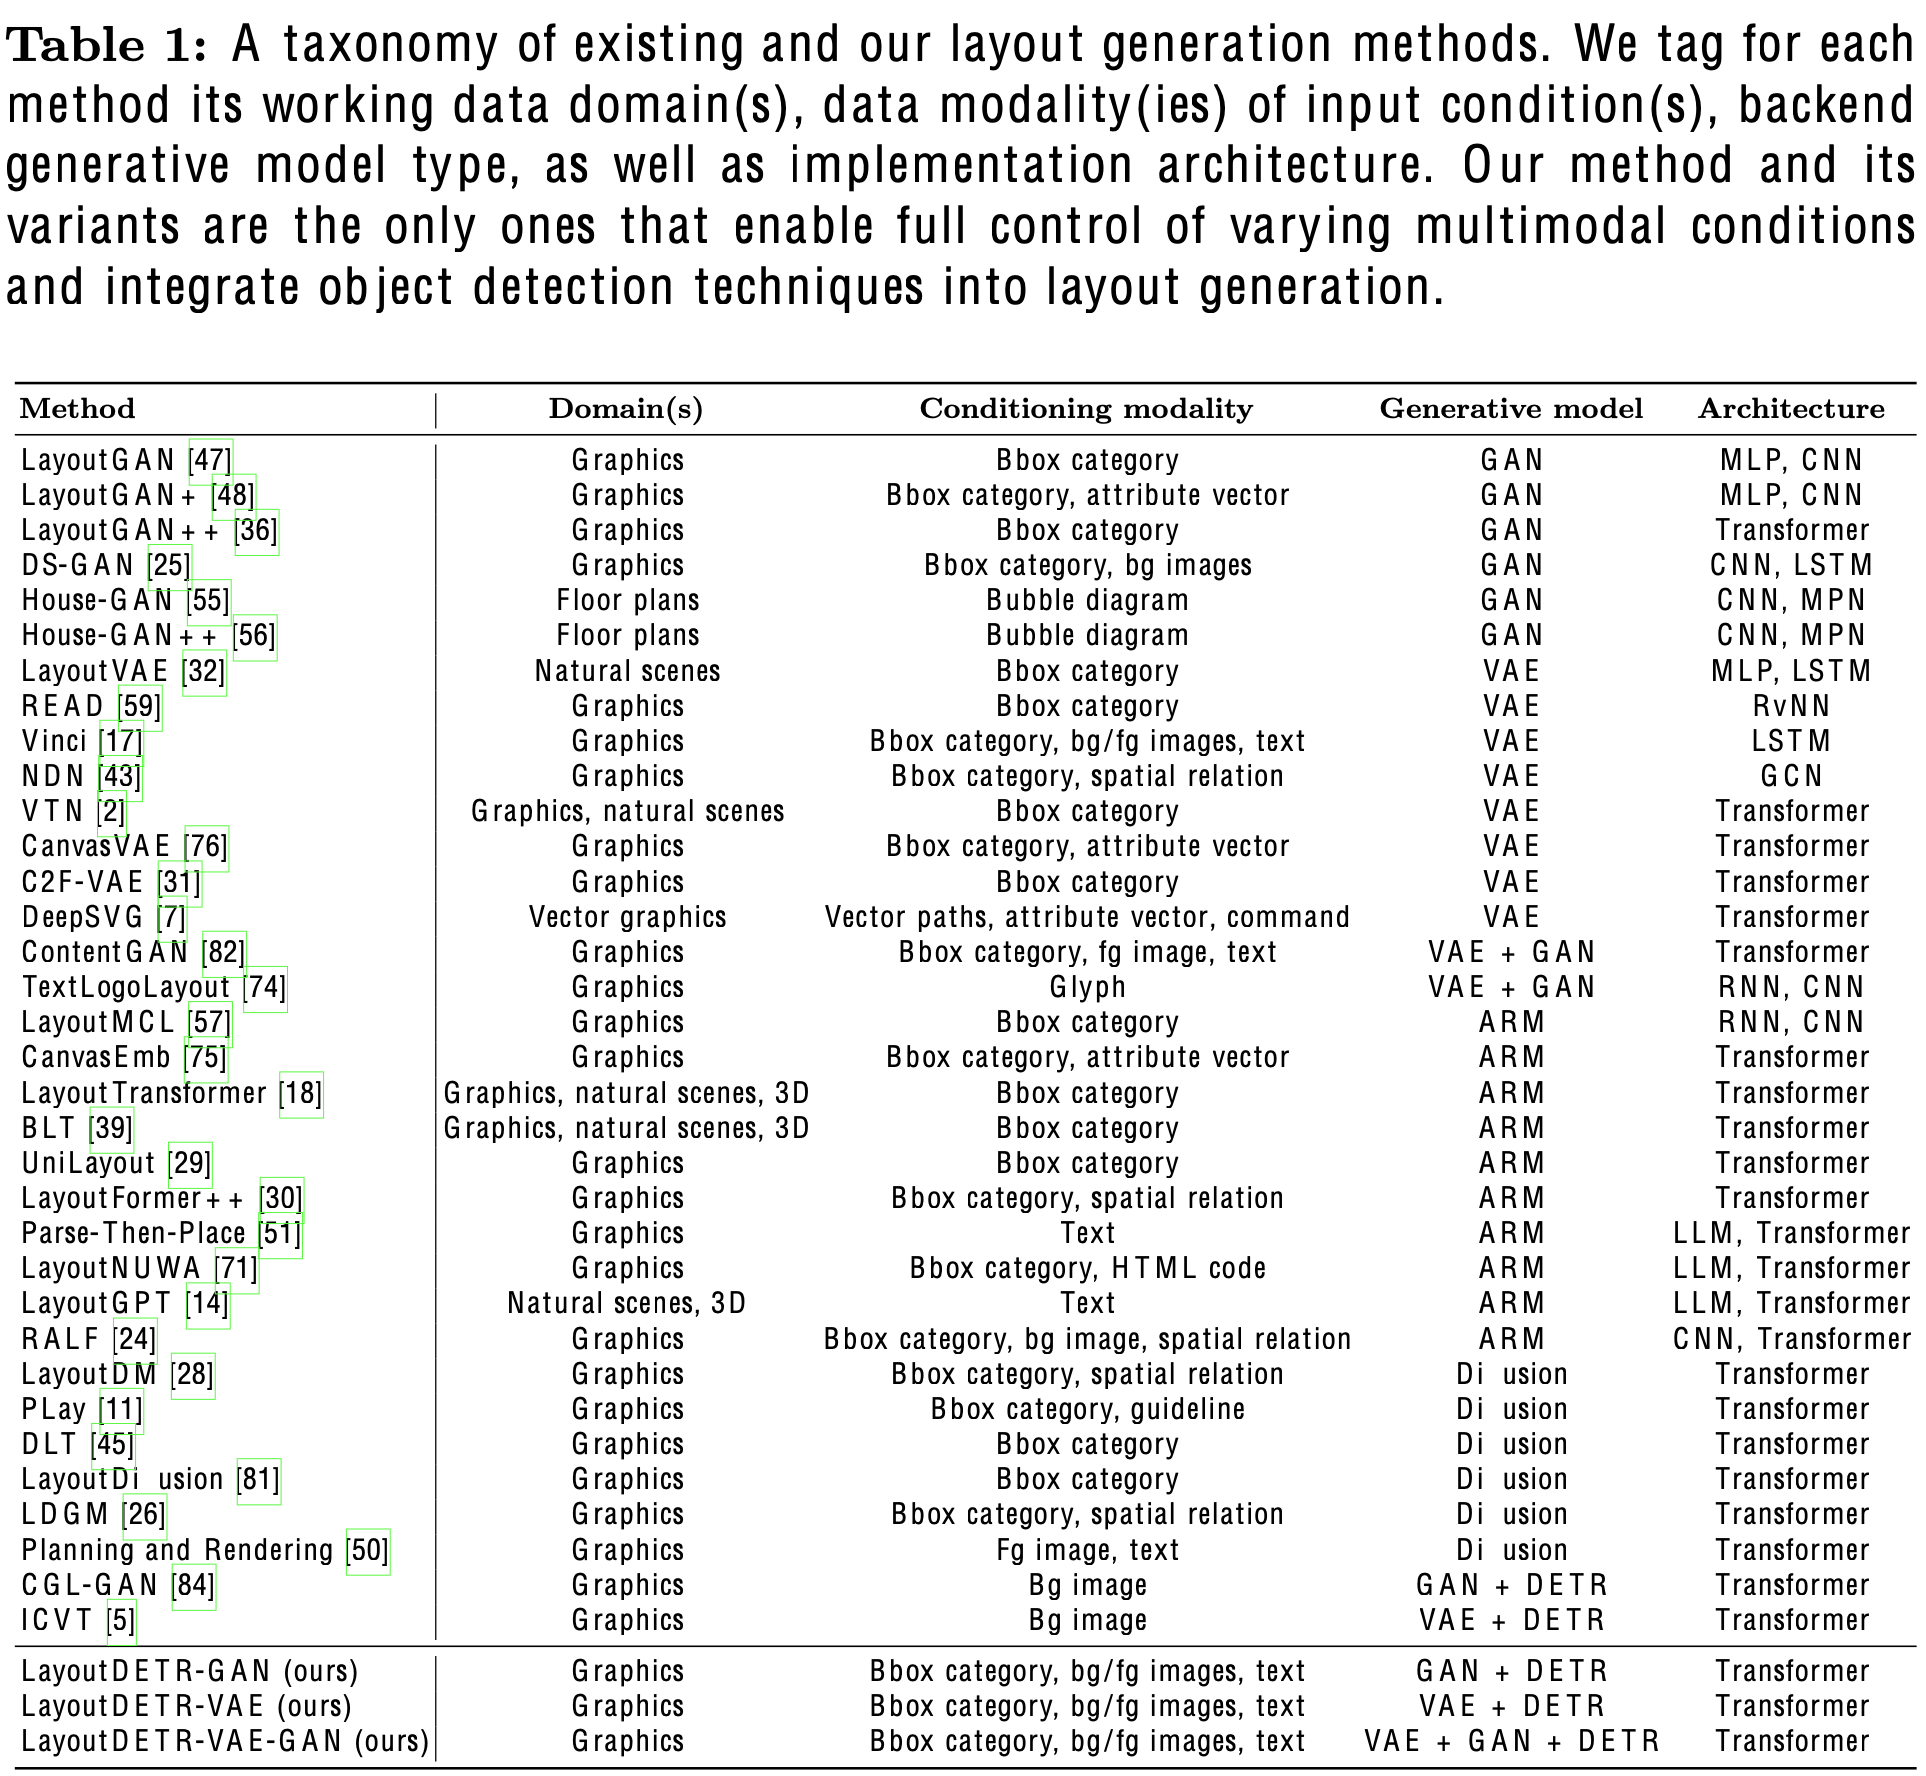 Table 1: A taxonomy of existing and our layout generation methods. We tag for each
method its working data domain(s), data modality(ies) of input condition(s), backend
generative model type, as well as implementation architecture. Our method and its
variants are the only ones that enable full control of varying multimodal conditions
and integrate object detection techniques into layout generation.
Method Domain(s) Conditioning modality Generative model Architecture
LayoutGAN [47] Graphics Bbox category GAN MLP, CNN
LayoutGAN+ [48] Graphics Bbox category, attribute vector GAN MLP, CNN
LayoutGAN++ [36] Graphics Bbox category GAN Transformer
DS-GAN [25] Graphics Bbox category, bg images GAN CNN, LSTM
House-GAN [55] Floor plans Bubble diagram GAN CNN, MPN
House-GAN++ [56] Floor plans Bubble diagram GAN CNN, MPN
LayoutVAE [32] Natural scenes Bbox category VAE MLP, LSTM
READ [59] Graphics Bbox category VAE RvNN
Vinci [17] Graphics Bbox category, bg/fg images, text VAE LSTM
NDN [43] Graphics Bbox category, spatial relation VAE GCN
VTN [2] Graphics, natural scenes Bbox category VAE Transformer
CanvasVAE [76] Graphics Bbox category, attribute vector VAE Transformer
C2F-VAE [31] Graphics Bbox category VAE Transformer
DeepSVG [7] Vector graphics Vector paths, attribute vector, command VAE Transformer
ContentGAN [82] Graphics Bbox category, fg image, text VAE + GAN Transformer
TextLogoLayout [74] Graphics Glyph VAE + GAN RNN, CNN
LayoutMCL [57] Graphics Bbox category ARM RNN, CNN
CanvasEmb [75] Graphics Bbox category, attribute vector ARM Transformer
LayoutTransformer [18] Graphics, natural scenes, 3D Bbox category ARM Transformer
BLT [39] Graphics, natural scenes, 3D Bbox category ARM Transformer
UniLayout [29] Graphics Bbox category ARM Transformer
LayoutFormer++ [30] Graphics Bbox category, spatial relation ARM Transformer
Parse-Then-Place [51] Graphics Text ARM LLM, Transformer
LayoutNUWA [71] Graphics Bbox category, HTML code ARM LLM, Transformer
LayoutGPT [14] Natural scenes, 3D Text ARM LLM, Transformer
RALF [24] Graphics Bbox category, bg image, spatial relation ARM CNN, Transformer
LayoutDM [28] Graphics Bbox category, spatial relation Di usion Transformer
PLay [11] Graphics Bbox category, guideline Di usion Transformer
DLT [45] Graphics Bbox category Di usion Transformer
LayoutDi usion [81] Graphics Bbox category Di usion Transformer
LDGM [26] Graphics Bbox category, spatial relation Di usion Transformer
Planning and Rendering [50] Graphics Fg image, text Di usion Transformer
CGL-GAN [84] Graphics Bg image GAN + DETR Transformer
ICVT [5] Graphics Bg image VAE + DETR Transformer
LayoutDETR-GAN (ours) Graphics Bbox category, bg/fg images, text GAN + DETR Transformer
LayoutDETR-VAE (ours) Graphics Bbox category, bg/fg images, text VAE + DETR Transformer
LayoutDETR-VAE-GAN (ours) Graphics Bbox category, bg/fg images, text VAE + GAN + DETR Transformer